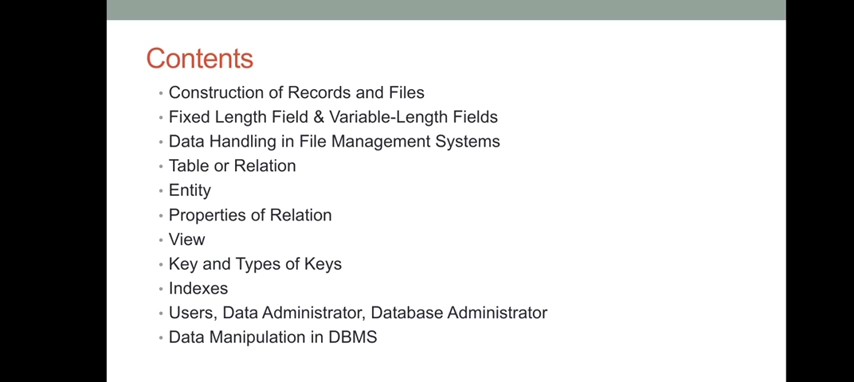 Contents
• Construction of Records and Files
• Fixed Length Field & Variable-Length Fields
• Data Handling in File Management Systems
• Table or Relation
• Entity
• Properties of Relation
• View
• Key and Types of Keys
• Indexes
• Users, Data Administrator, Database Administrator
• Data Manipulation in DBMS